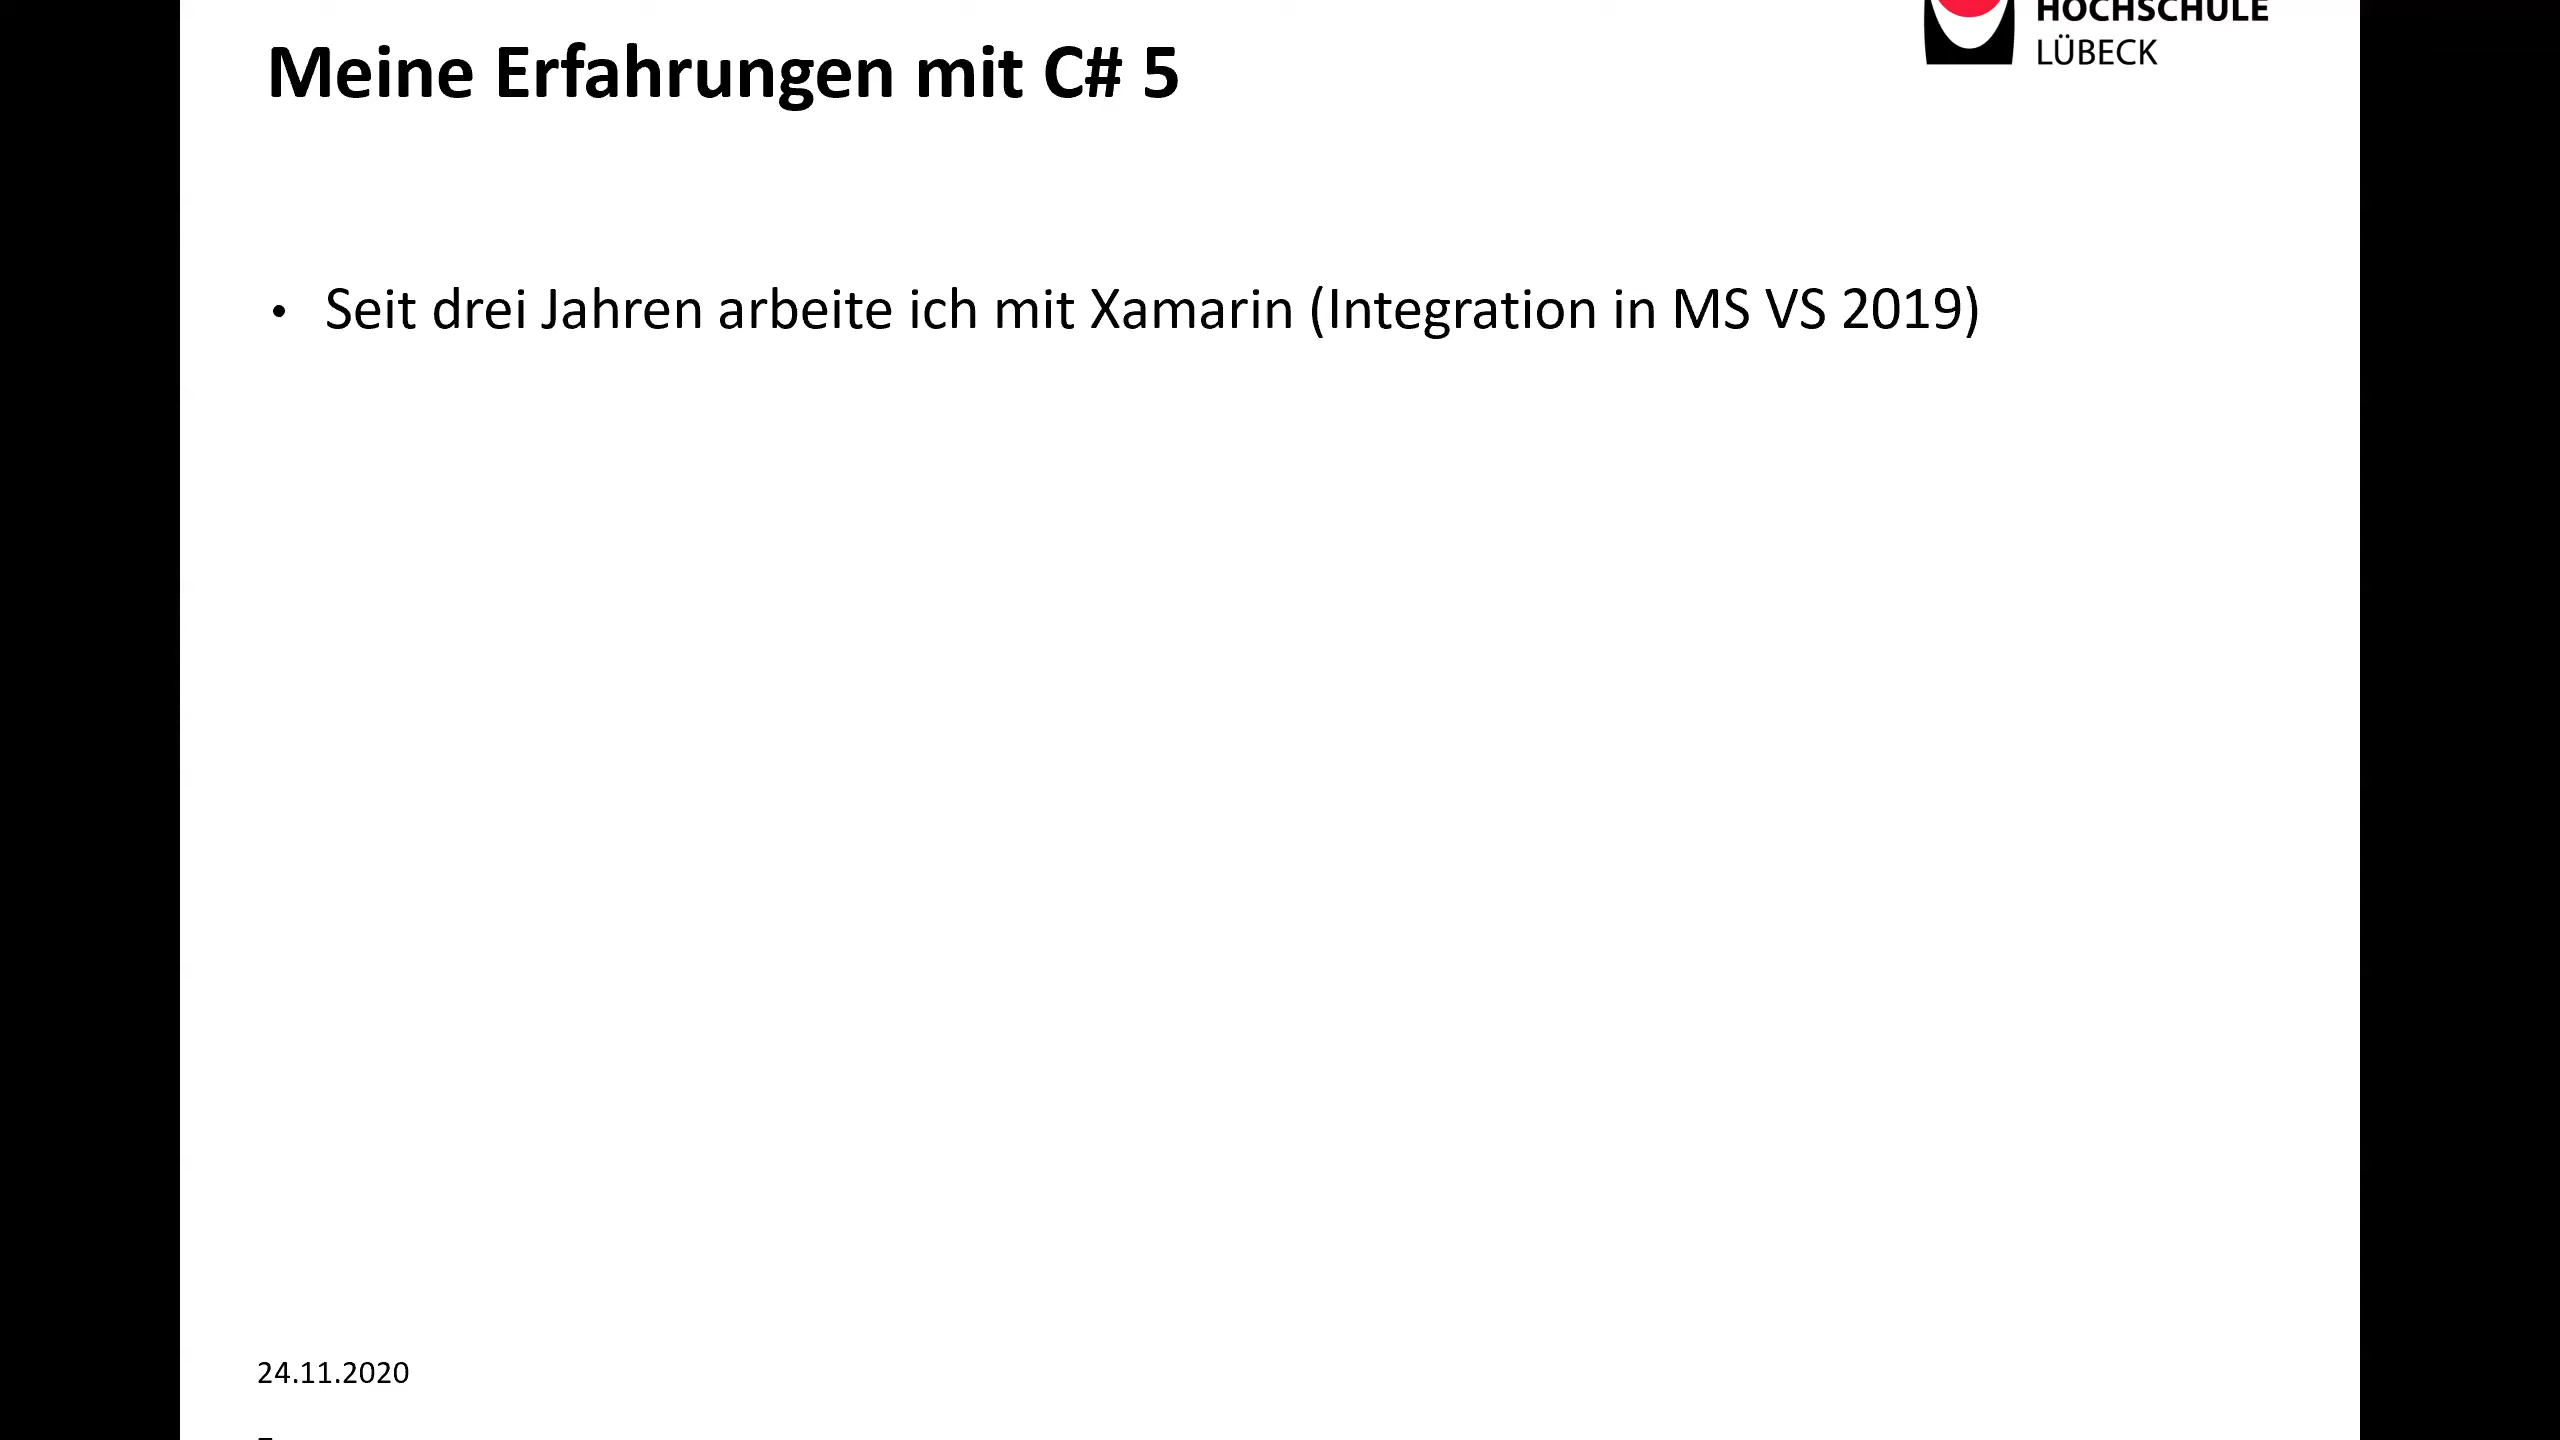 HOCHSCHULE
LÜBECK
Meine Erfahrungen mit C# 5
• Seit drei Jahren arbeite ich mit Xamarin (Integration in MS VS 2019)
24.11.2020